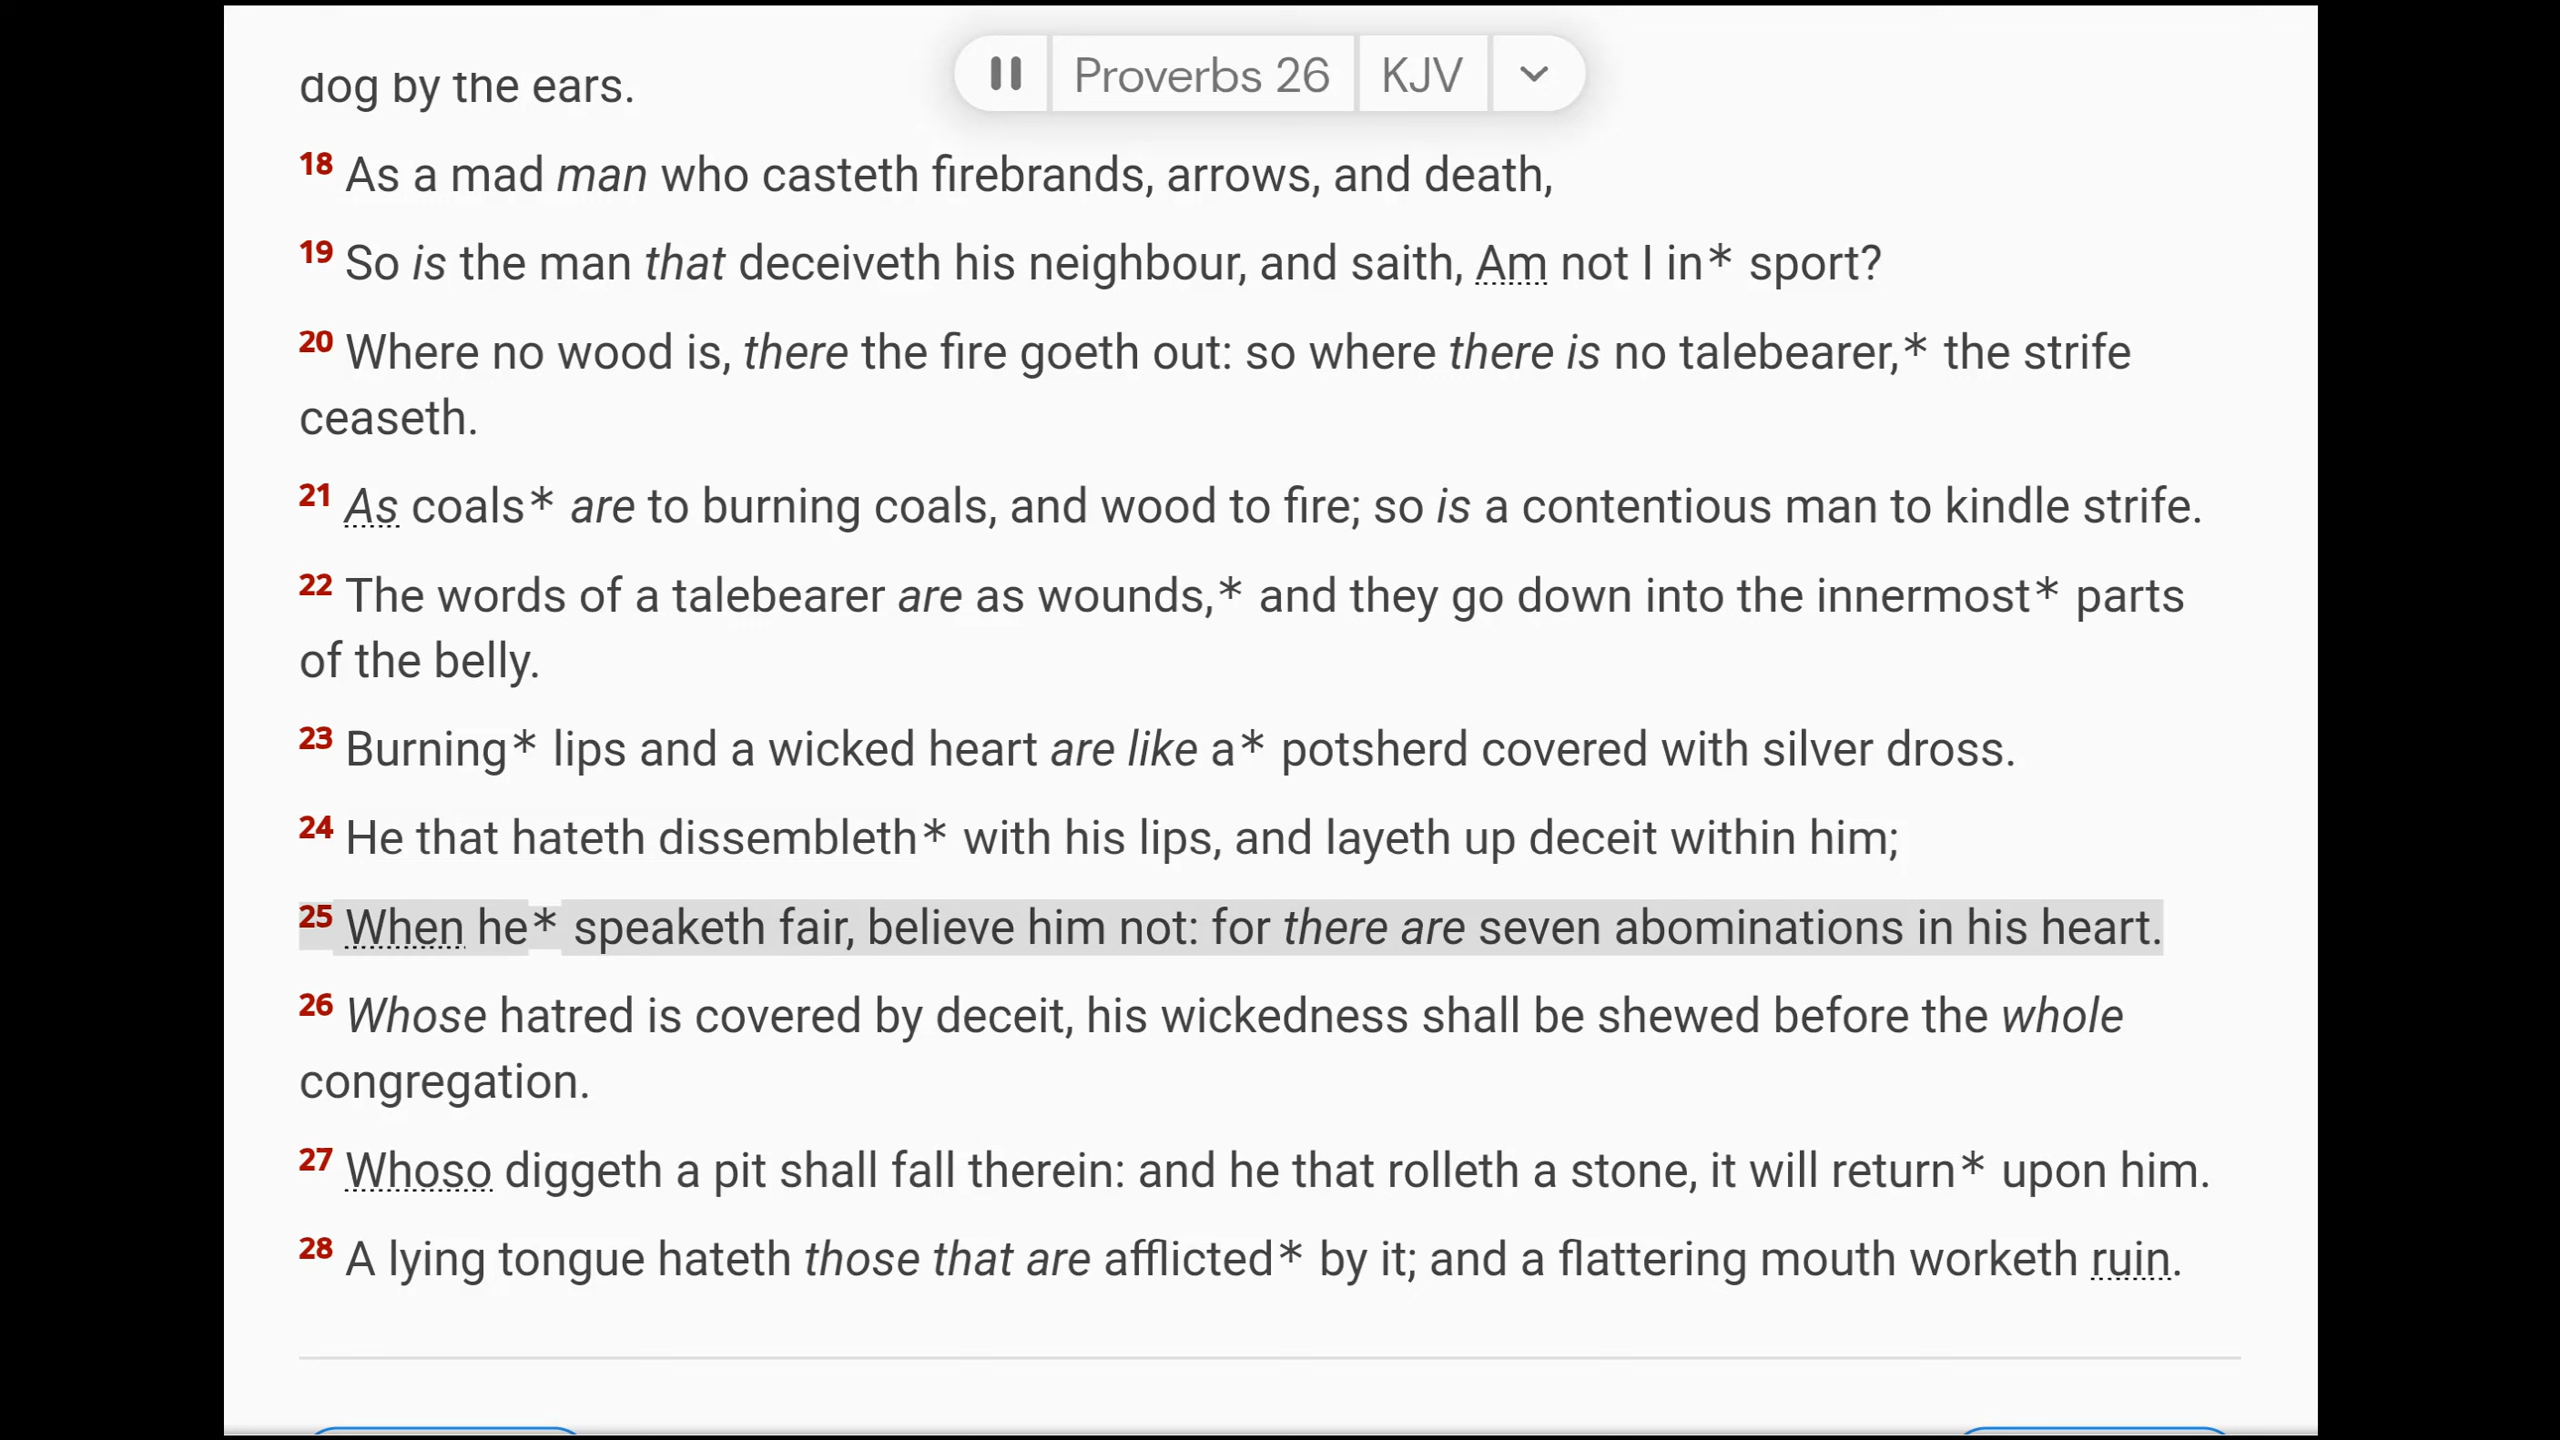 Proverbs 26 KJV
dog by the ears.
18 As a mad man who casteth firebrands, arrows, and death,
19 So is the man that deceiveth his neighbour, and saith, Am not I in* sport?
20 Where no wood is, there the fire goeth out: so where there is no talebearer,* the strife
ceaseth.
21 As coals* are to burning coals, and wood to fire; so is a contentious man to kindle strife.
22 The words of a talebearer are as wounds,* and they go down into the innermost* parts
of the belly.
23 Burning* lips and a wicked heart are like a* potsherd covered with silver dross.
24 He that hateth dissembleth* with his lips, and layeth up deceit within him;
25 When he* speaketh fair, believe him not: for there are seven abominations in his heart.
26 Whose hatred is covered by deceit, his wickedness shall be shewed before the whole
congregation.
27 Whoso diggeth a pit shall fall therein: and he that rolleth a stone, it will return* upon him.
28 A lying tongue hateth those that are afflicted* by it; and a flattering mouth worketh ruin.